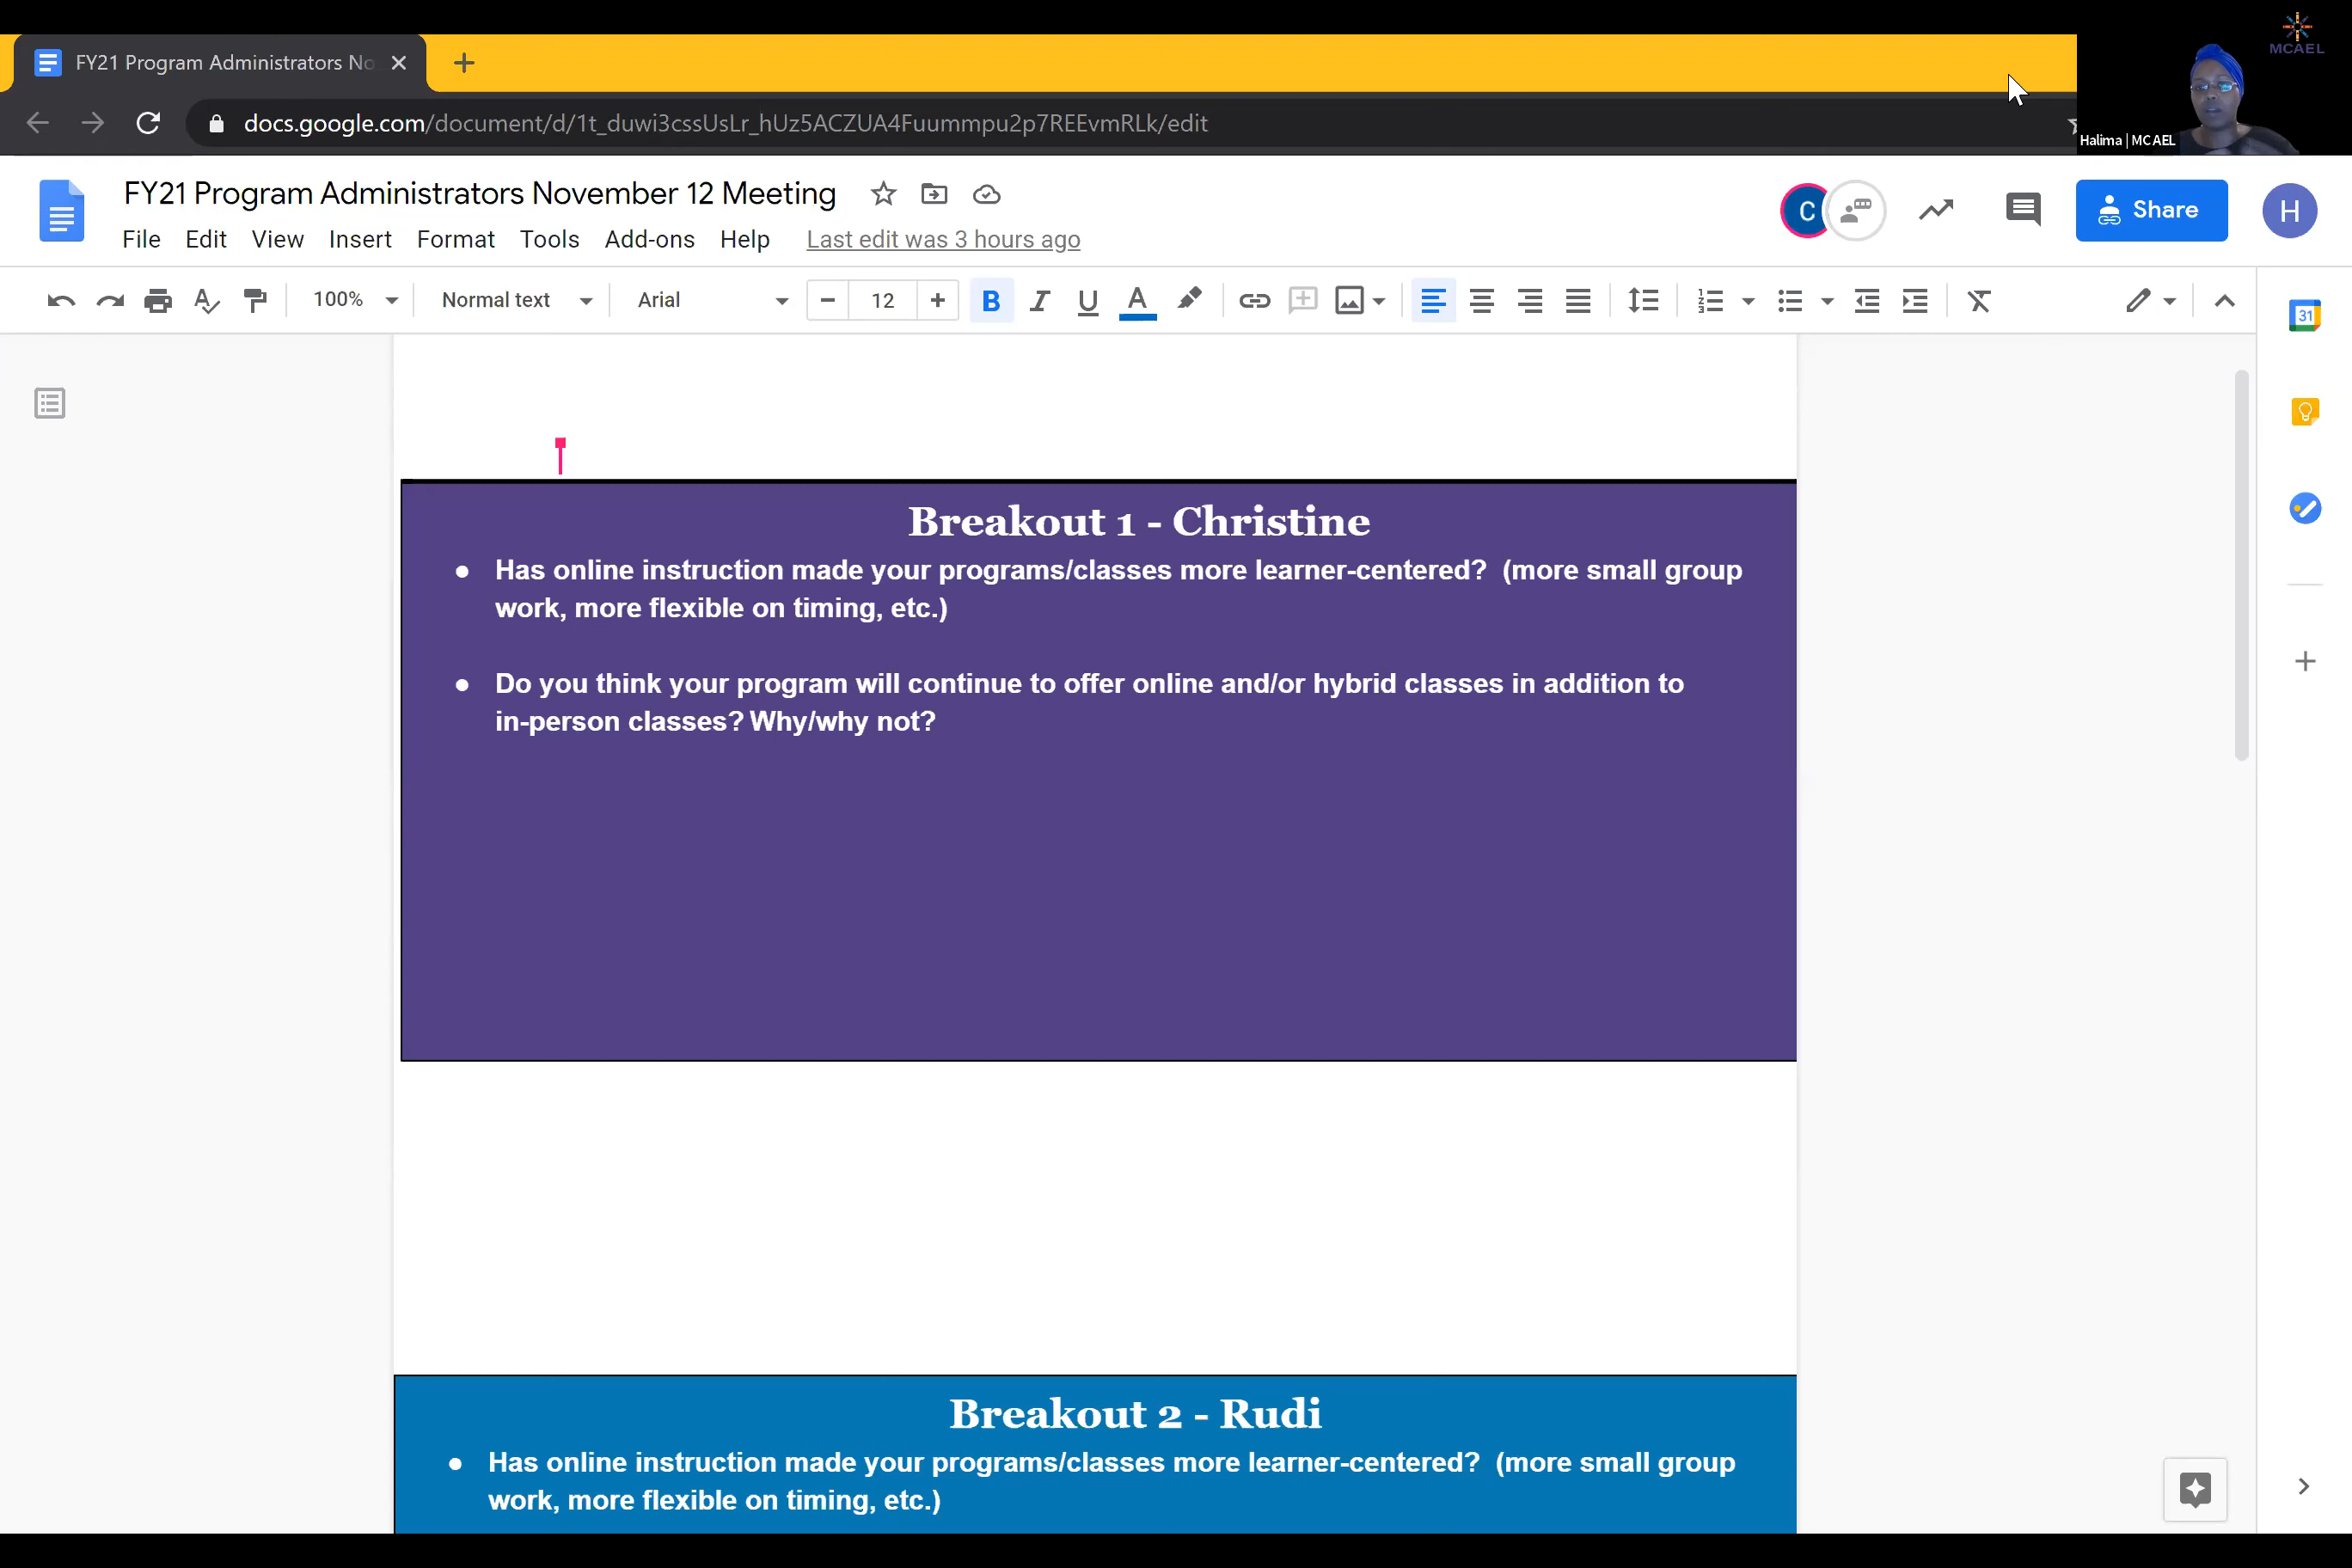 FY21 Program Administrators No
MCAEL
docs.google.com/document/d/1t_duwi3cssUsLr_hUz5ACZUA4Fuummpu2p7REEvmRLk/edit
Halima | MCAEL
FY21 Program Administrators November 12 Meeting
C
Share
H
File Edit View Insert Format Tools Add-ons Help Last edit was 3 hours ago
100% Normal text Arial 12 B I U A
31
Breakout 1 - Christine
● Has online instruction made your programs/classes more learner-centered? (more small group
work, more flexible on timing, etc.)
● Do you think your program will continue to offer online and/or hybrid classes in addition to
in-person classes? Why/why not?
Breakout 2 - Rudi
● Has online instruction made your programs/classes more learner-centered? (more small group
work, more flexible on timing, etc.)